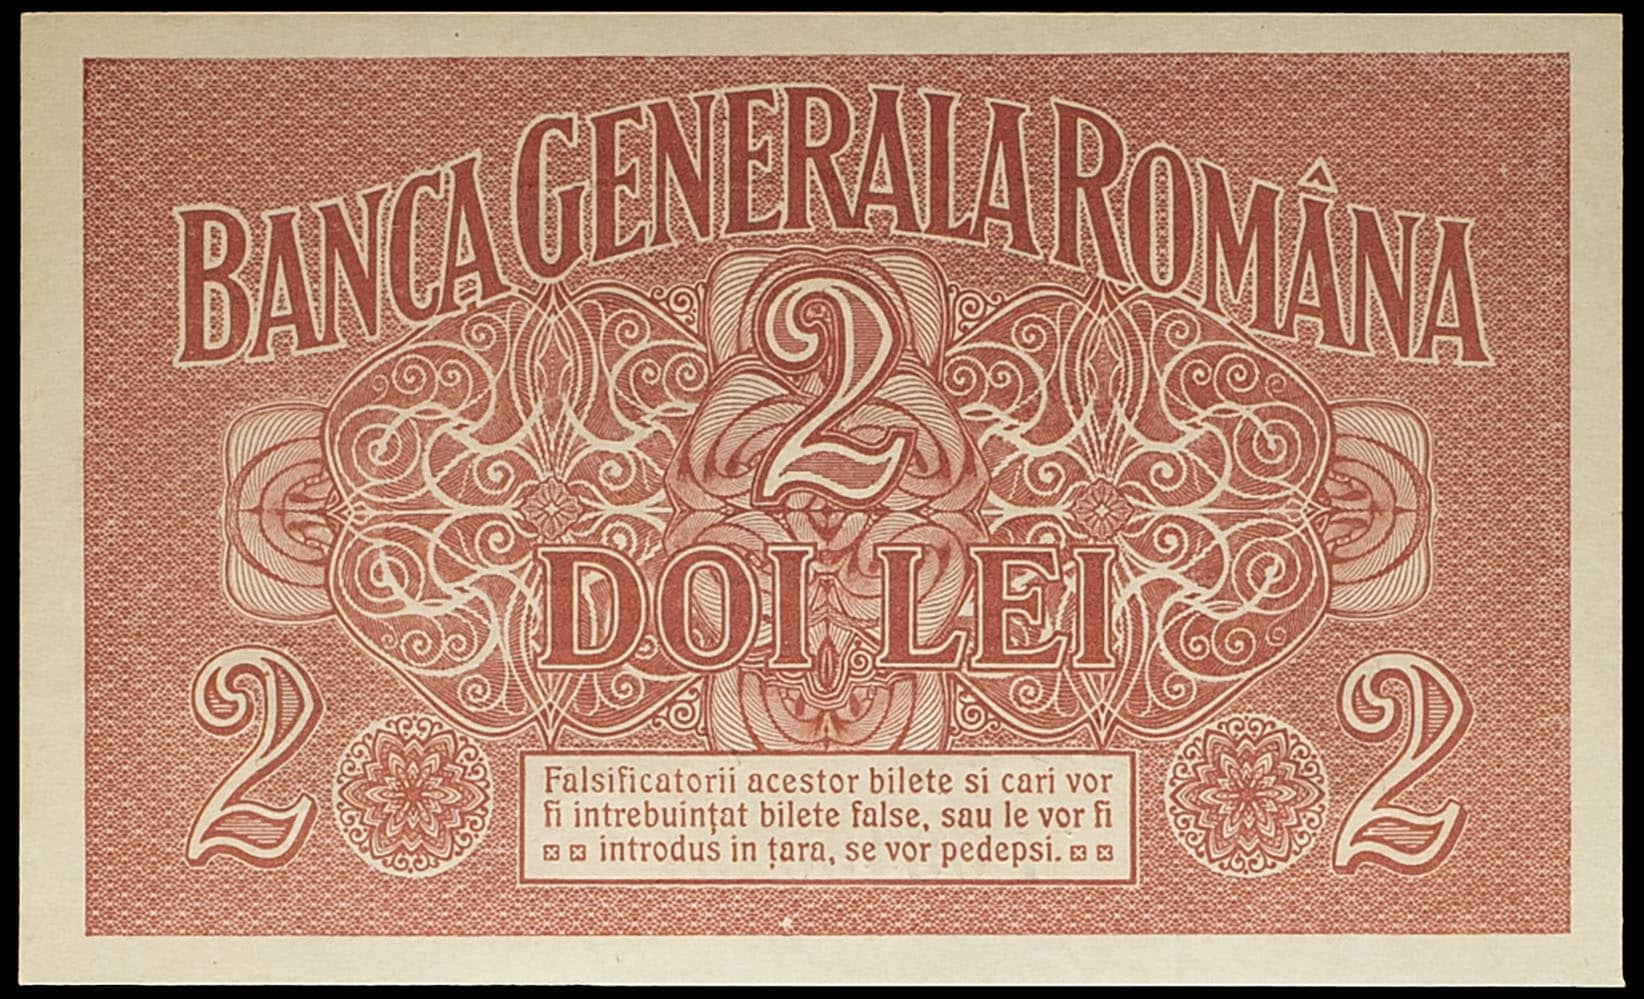 BANCA GENERALA ROMÂNA
2
DOI LEI
2 2
Falsificatorii acestor bilete si cari vor
fi intrebuințat bilete false, sau le vor fi
introdus in țara, se vor pedepsi.